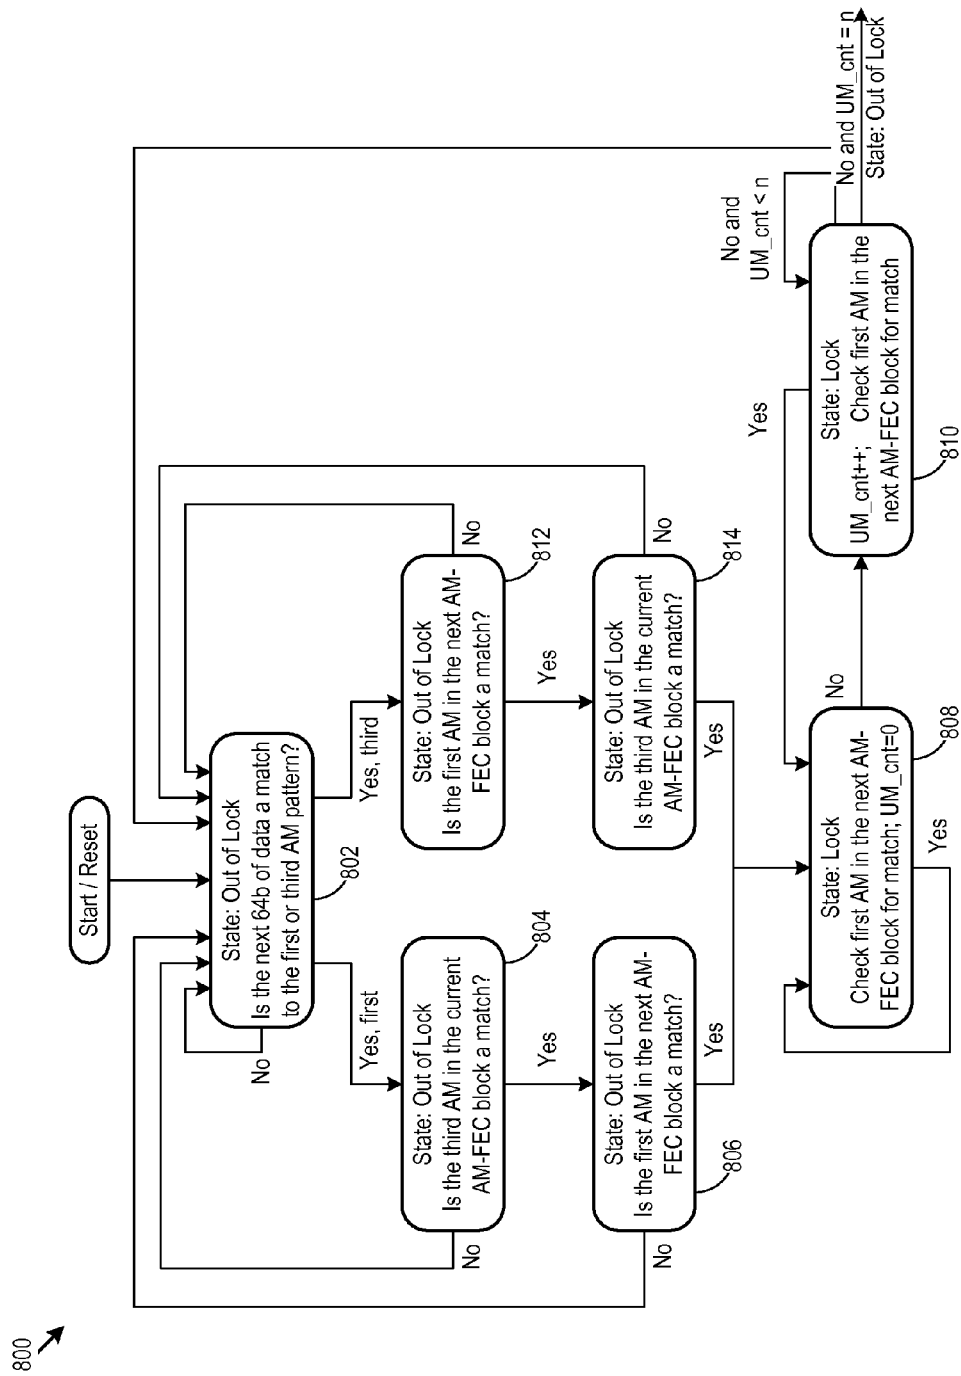 800
Start / Reset
State: Out of Lock
Is the next 64b of data a match
to the first or third AM pattern?
802
No
Yes, first
Yes, third
State: Out of Lock
Is the third AM in the current
AM-FEC block a match?
804
No
Yes
State: Out of Lock
Is the first AM in the next AM-
FEC block a match?
806
No
Yes
State: Out of Lock
Is the first AM in the next AM-
FEC block a match?
812
No
Yes
State: Out of Lock
Is the third AM in the current
AM-FEC block a match?
814
No
Yes
State: Lock
Check first AM in the next AM-
FEC block for match; UM_cnt=0
808
Yes
No
State: Lock
UM_cnt++; Check first AM in the
next AM-FEC block for match
810
Yes
No and
UM_cnt < n
No and UM_cnt = n
State: Out of Lock